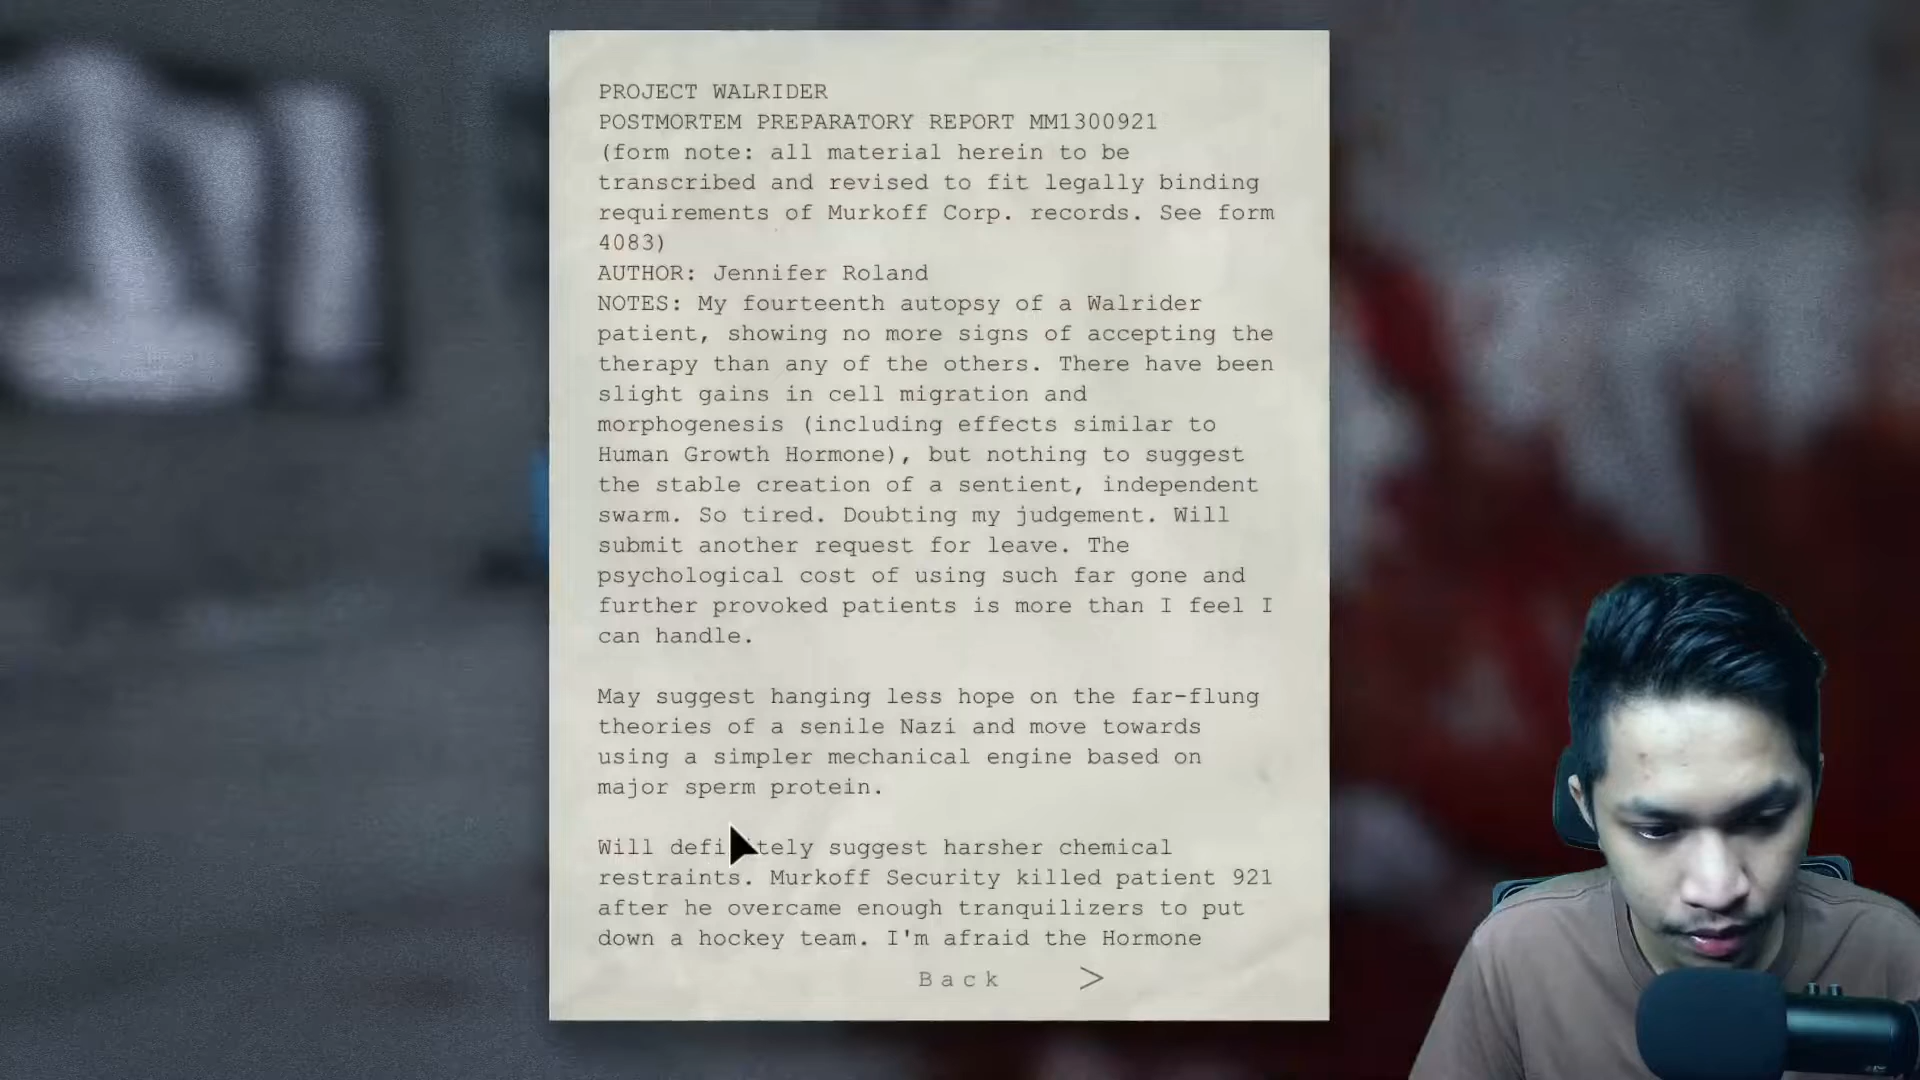 PROJECT WALRIDER
POSTMORTEM PREPARATORY REPORT MM1300921
(form note: all material herein to be
transcribed and revised to fit legally binding
requirements of Murkoff Corp. records. See form
4083)
AUTHOR: Jennifer Roland
NOTES: My fourteenth autopsy of a Walrider
patient, showing no more signs of accepting the
therapy than any of the others. There have been
slight gains in cell migration and
morphogenesis (including effects similar to
Human Growth Hormone), but nothing to suggest
the stable creation of a sentient, independent
swarm. So tired. Doubting my judgement. Will
submit another request for leave. The
psychological cost of using such far gone and
further provoked patients is more than I feel I
can handle.
May suggest hanging less hope on the far-flung
theories of a senile Nazi and move towards
using a simpler mechanical engine based on
major sperm protein.
Will definitely suggest harsher chemical
restraints. Murkoff Security killed patient 921
after he overcame enough tranquilizers to put
down a hockey team. I'm afraid the Hormone
Back >